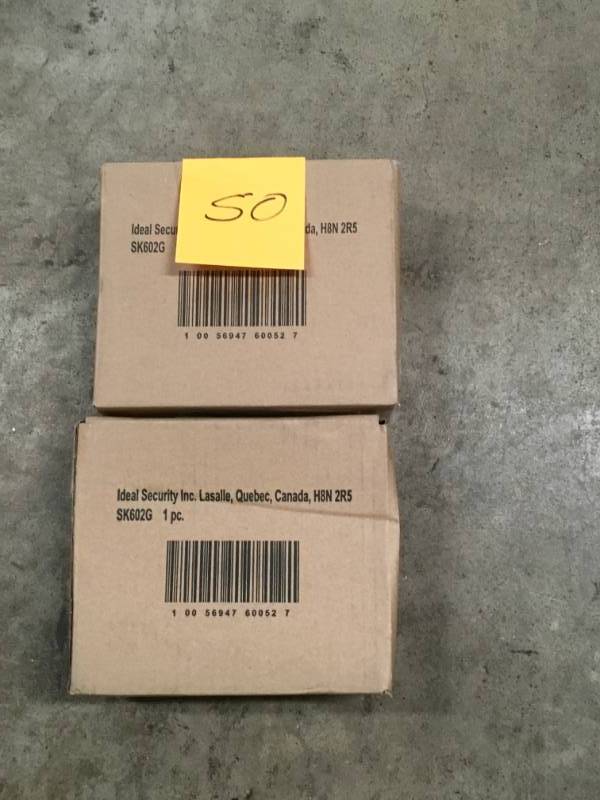 SO
Ideal Secu da, H8N 2R5
SK602G
1 00 56947 60052 7
Ideal Security Inc. Lasalle, Quebec, Canada, H8N 2R5
SK602G 1 pc.
1 00 56947 60052 7